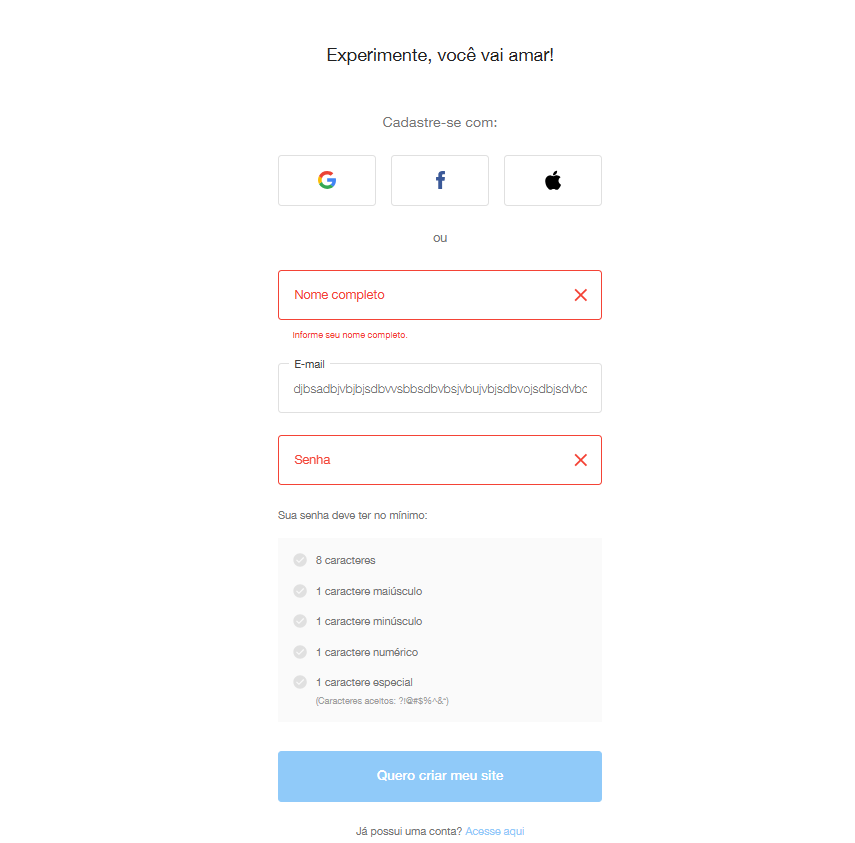 Experimente, você vai amar!
Cadastre-se com:
ou
Nome completo
Informe seu nome completo.
E-mail
djbsadbjvbjbjsdbvvsbbsdbvbsjvbujvbjsdbvojsdbjsdvbc
Senha
Sua senha deve ter no mínimo:
8 caracteres
1 caractere maiúsculo
1 caractere minúsculo
1 caractere numérico
1 caractere especial
(Caracteres aceitos: ?!@#$%^&*)
Quero criar meu site
Já possui uma conta? Acesse aqui